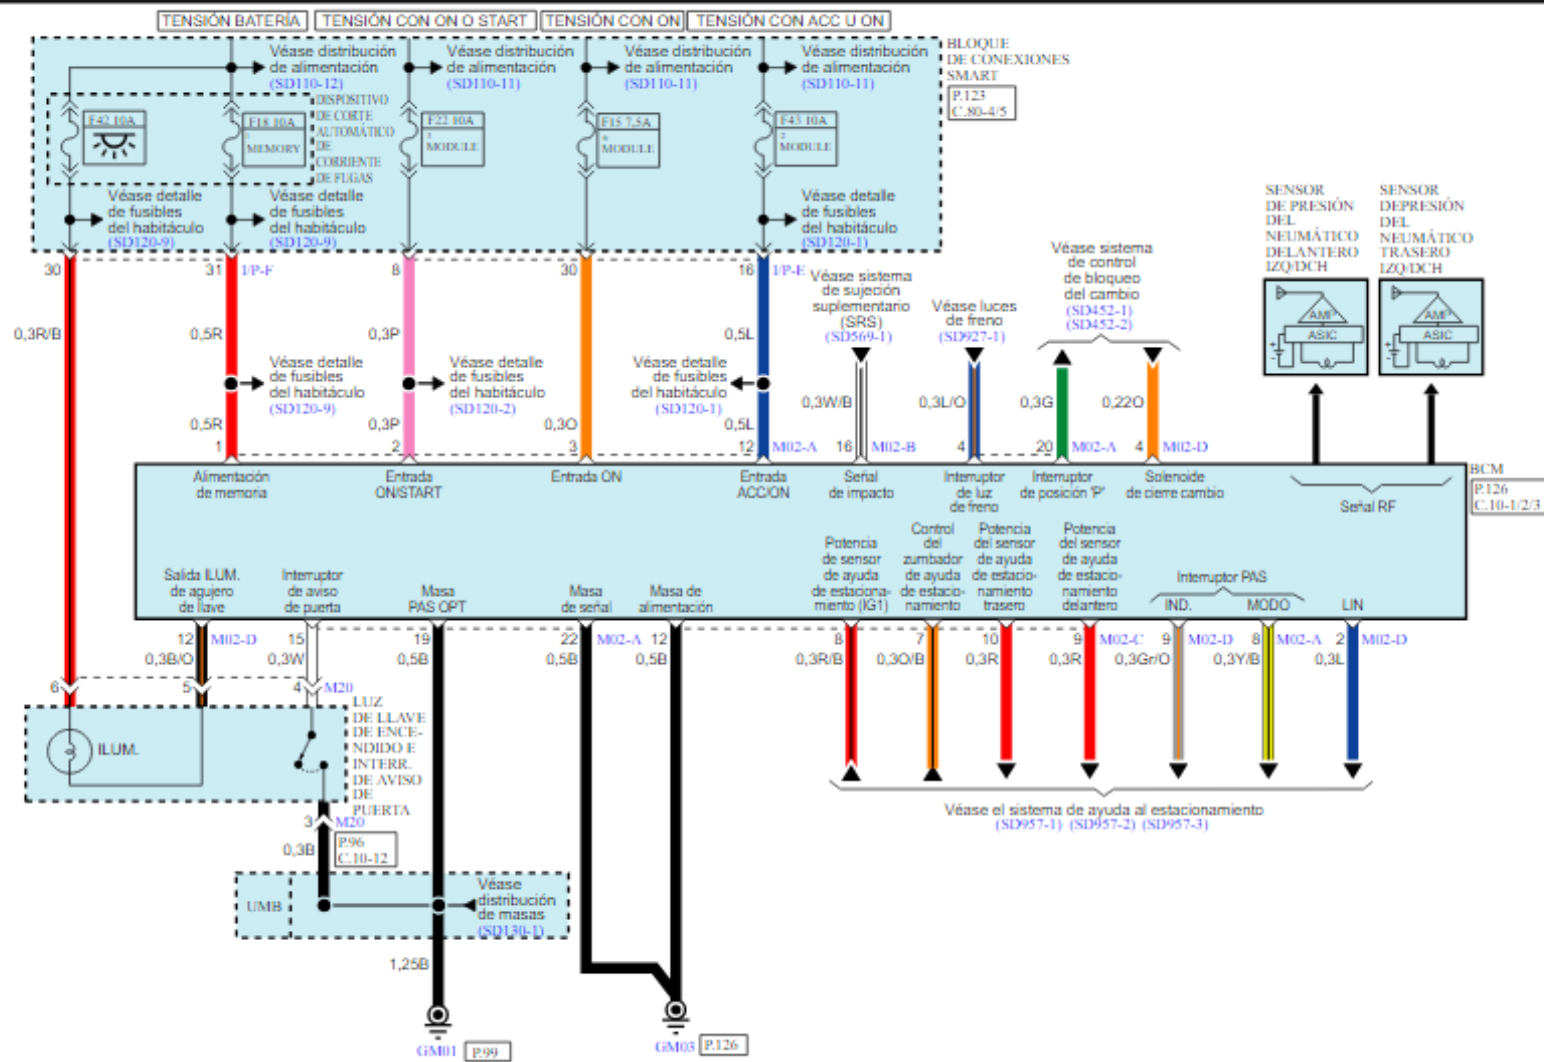 TENSIÓN BATERÍA
TENSIÓN CON ON O START
TENSIÓN CON ON
TENSIÓN CON ACC U ON
Véase distribución
de alimentación
(SD110-12)
Véase distribución
de alimentación
(SD110-11)
Véase distribución
de alimentación
(SD110-11)
Véase distribución
de alimentación
(SD110-11)
BLOQUE
DE CONEXIONES
SMART
P.123
C.80-4/5
F42 10A
F18 10A
1
MEMORY
DISPOSITIVO
DE CORTE
AUTOMÁTICO
DE
CORRIENTE
DE FUGAS
F22 10A
3
MODULE
F15 7,5A
6
MODULE
F43 10A
2
MODULE
Véase detalle
de fusibles
del habitáculo
(SD120-9)
Véase detalle
de fusibles
del habitáculo
(SD120-9)
Véase detalle
de fusibles
del habitáculo
(SD120-1)
30
31
I/P-F
8
30
16
I/P-E
0,3R/B
0,5R
0,3P
0,5L
Véase detalle
de fusibles
del habitáculo
(SD120-9)
Véase detalle
de fusibles
del habitáculo
(SD120-2)
Véase detalle
de fusibles
del habitáculo
(SD120-1)
Véase sistema
de sujeción
suplementario
(SRS)
(SD569-1)
Véase luces
de freno
(SD927-1)
Véase sistema
de control
de bloqueo
del cambio
(SD452-1)
(SD452-2)
SENSOR
DE PRESIÓN
DEL
NEUMÁTICO
DELANTERO
IZQ/DCH
SENSOR
DEPRESIÓN
DEL
NEUMÁTICO
TRASERO
IZQ/DCH
AMP
ASIC
AMP
ASIC
0,5R
0,3P
0,3O
0,5L
0,3W/B
0,3L/O
0,3G
0,22O
1
2
3
12
M02-A
16
M02-B
4
20
M02-A
4
M02-D
Alimentación
de memoria
Entrada
ON/START
Entrada ON
Entrada
ACC/ON
Señal
de impacto
Interruptor
de luz
de freno
Interruptor
de posición 'P'
Solenoide
de cierre cambio
Señal RF
BCM
P.126
C.10-1/2/3
Salida ILUM.
de agujero
de llave
Interruptor
de aviso
de puerta
Masa
PAS OPT
Masa
de señal
Masa de
alimentación
Potencia
de sensor
de ayuda
de estaciona-
miento (IG1)
Control
del
zumbador
de ayuda
de estacio-
namiento
Potencia
del sensor
de ayuda
de estacio-
namiento
trasero
Potencia
del sensor
de ayuda
de estacio-
namiento
delantero
Interruptor PAS
IND.
MODO
LIN
12
M02-D
15
19
22
M02-A
12
8
7
10
9
M02-C
9
M02-D
8
M02-A
2
M02-D
0,3B/O
0,3W
0,5B
0,5B
0,5B
0,3R/B
0,3O/B
0,3R
0,3R
0,3Gr/O
0,3Y/B
0,3L
6
5
4
M20
ILUM.
LUZ
DE LLAVE
DE ENCE-
NDIDO E
INTERR.
DE AVISO
DE
PUERTA
3
M20
0,3B
P.96
C.10-12
Véase el sistema de ayuda al estacionamiento
(SD957-1) (SD957-2) (SD957-3)
UMB
Véase
distribución
de masas
(SD130-1)
1,25B
GM01
P.99
GM03
P.126